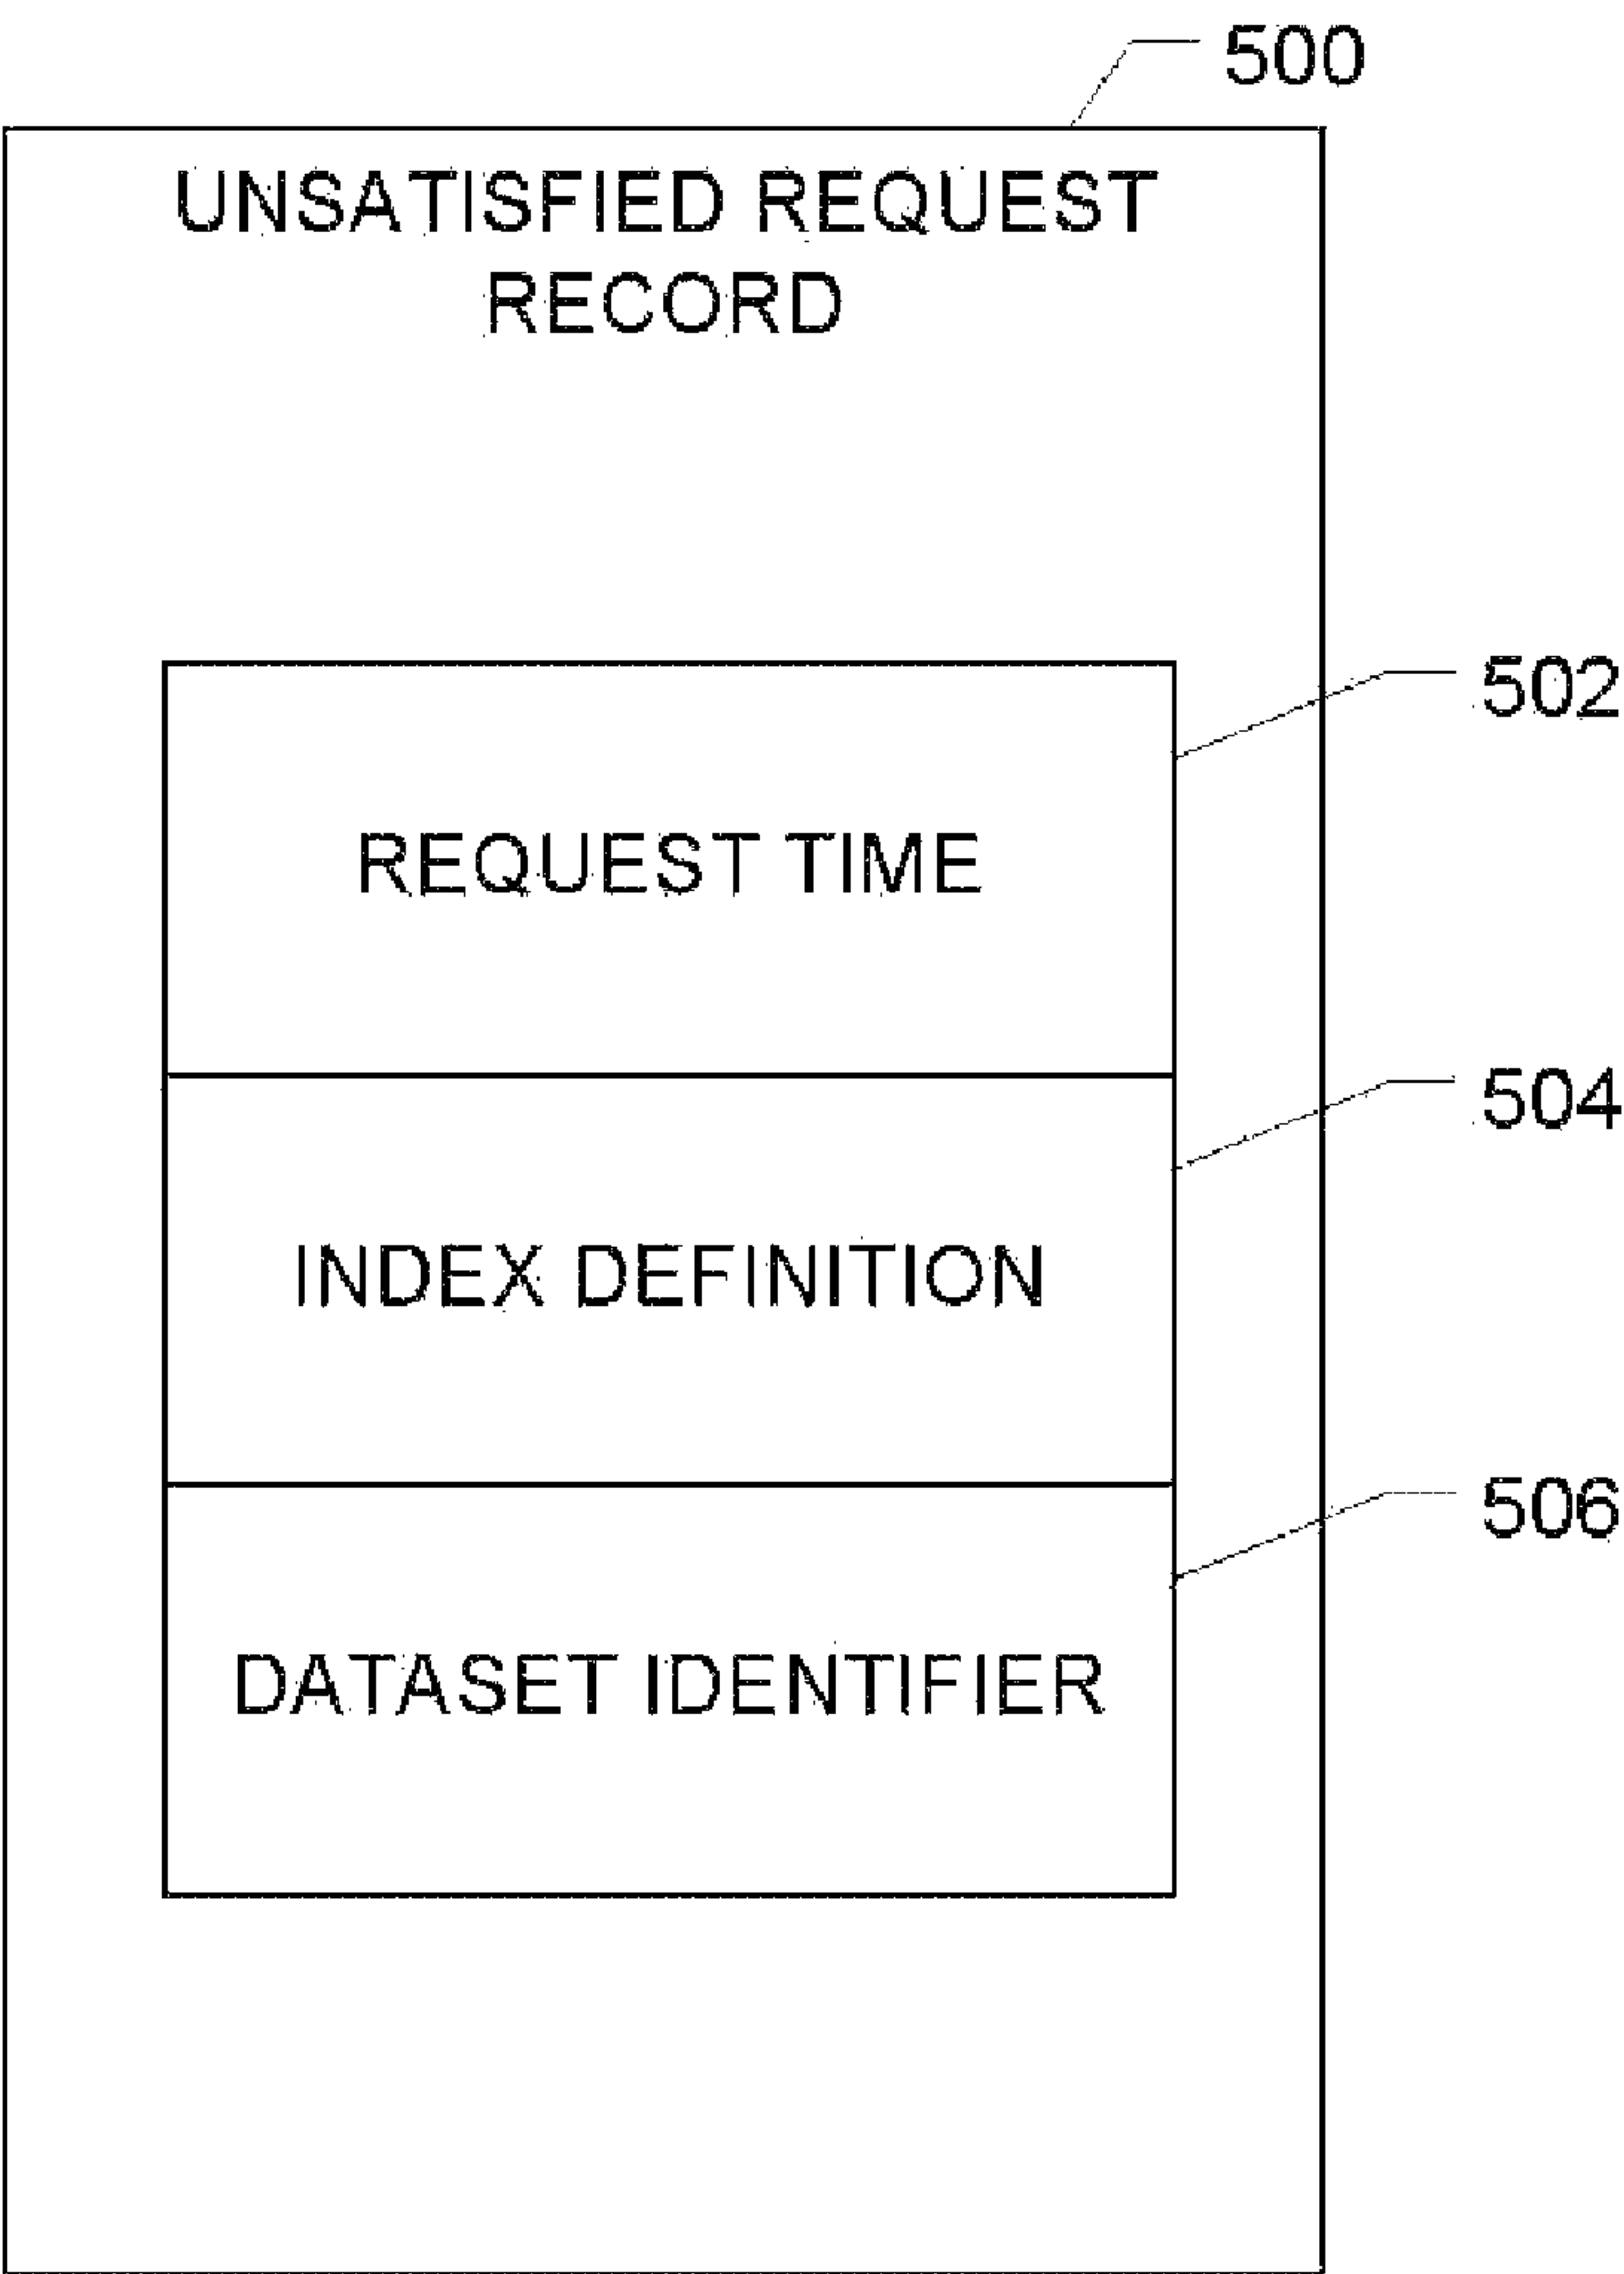 500
UNSATISFIED REQUEST
RECORD
502
REQUEST TIME
504
INDEX DEFINITION
506
DATASET IDENTIFIER